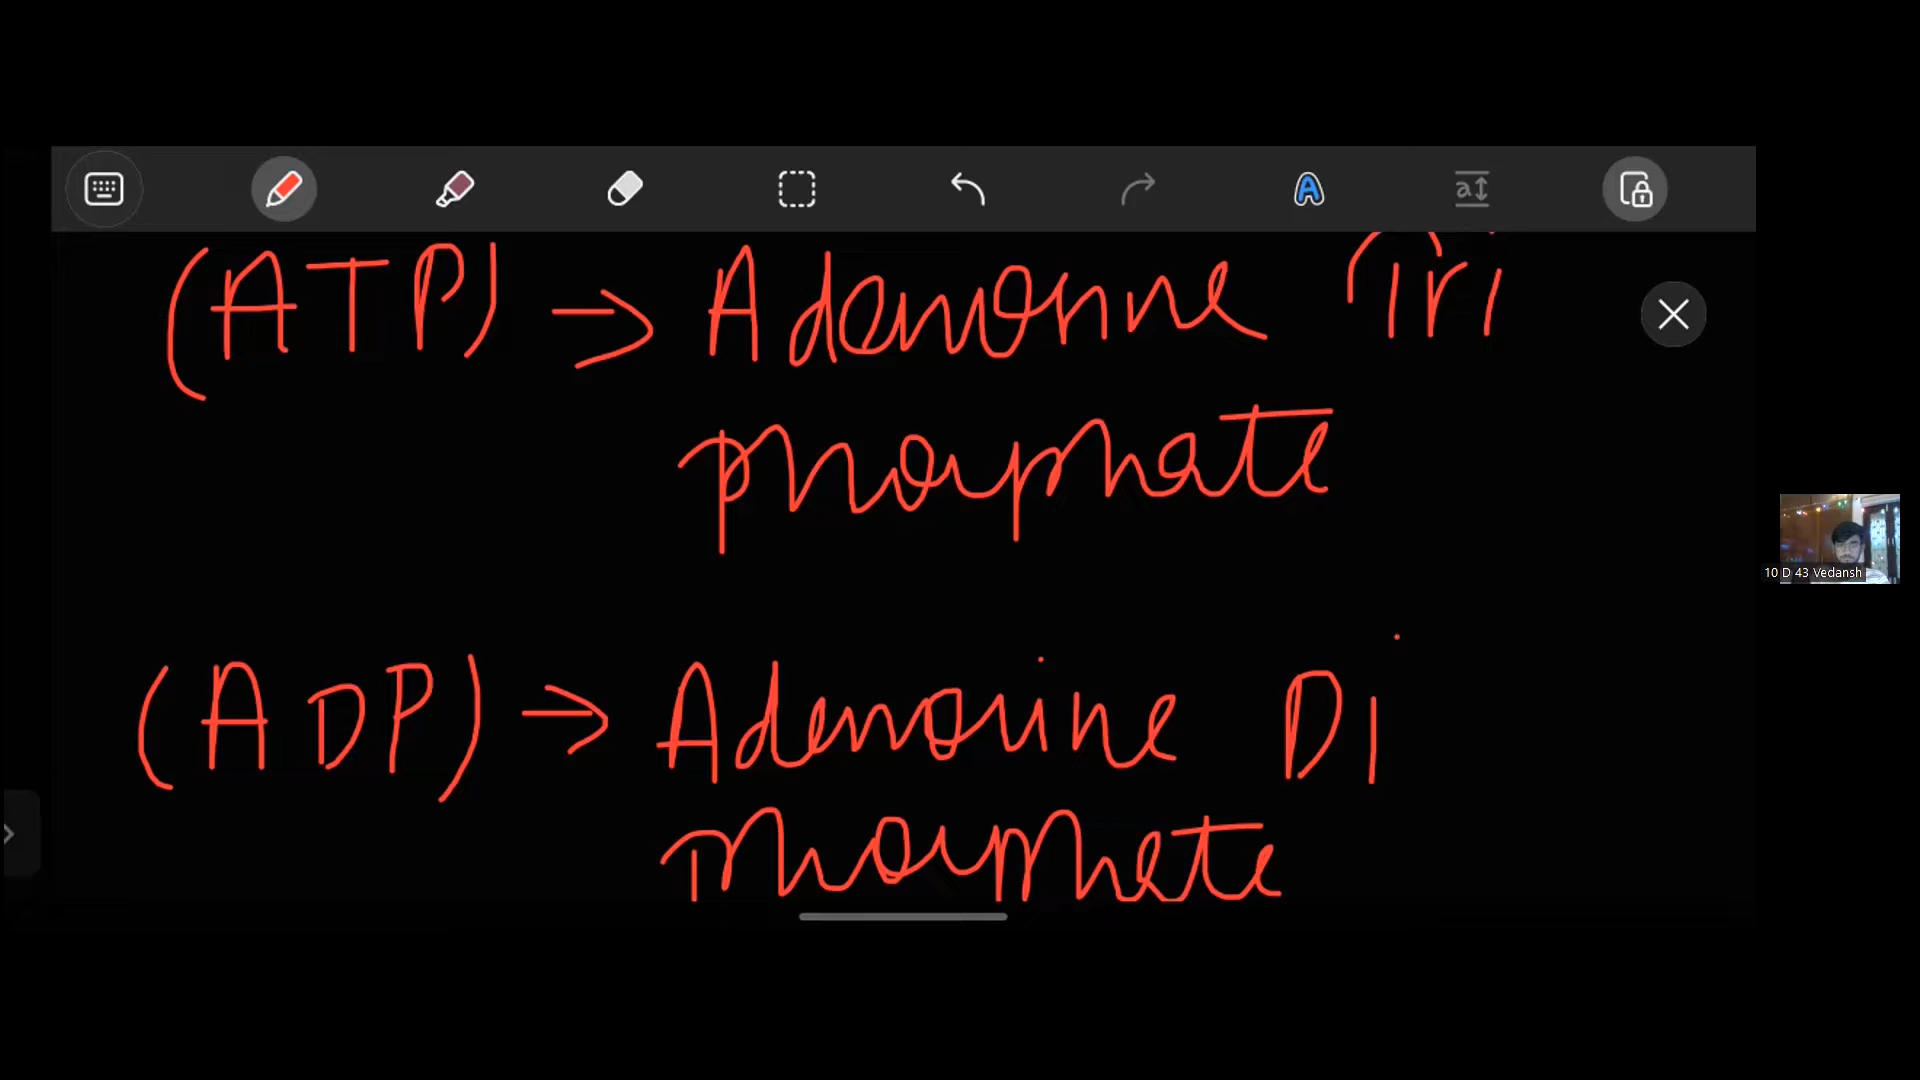 (ATP) → Adenosine Tri
phosphate
(ADP) → Adenosine Di
phosphate
10 D 43 Vedansh